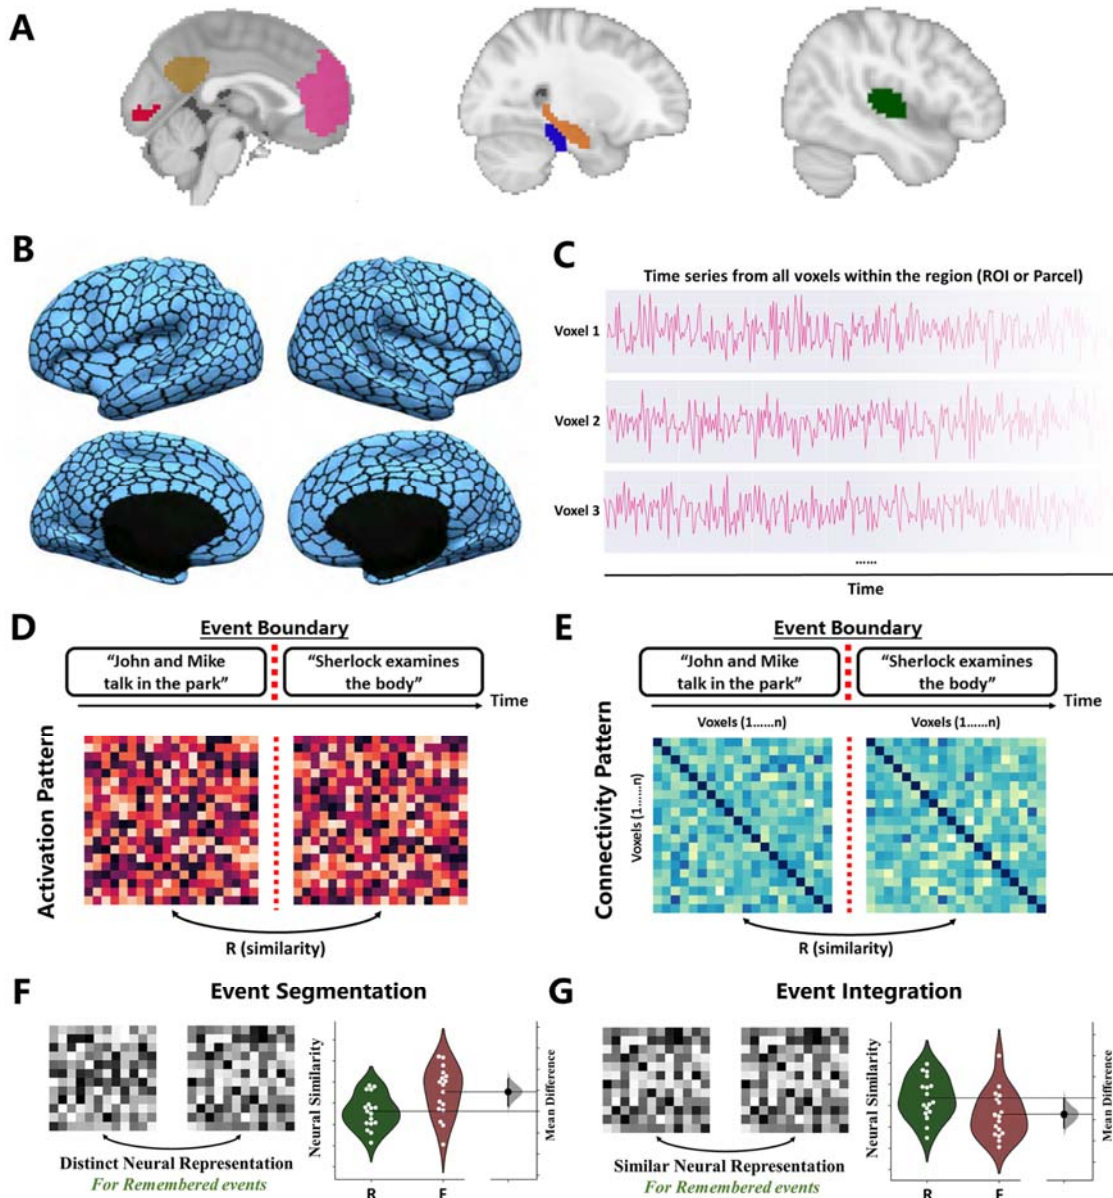 A
B
C
Time series from all voxels within the region (ROI or Parcel)
Voxel 1
Voxel 2
Voxel 3
......
Time
D
Event Boundary
“John and Mike
talk in the park”
“Sherlock examines
the body”
Time
Activation Pattern
R (similarity)
E
Event Boundary
“John and Mike
talk in the park”
“Sherlock examines
the body”
Time
Voxels (1......n)
Voxels (1......n)
Voxels (1......n)
Connectivity Pattern
R (similarity)
F
Event Segmentation
Distinct Neural Representation
For Remembered events
Neural Similarity
Mean Difference
R
F
G
Event Integration
Similar Neural Representation
For Remembered events
Neural Similarity
Mean Difference
R
F